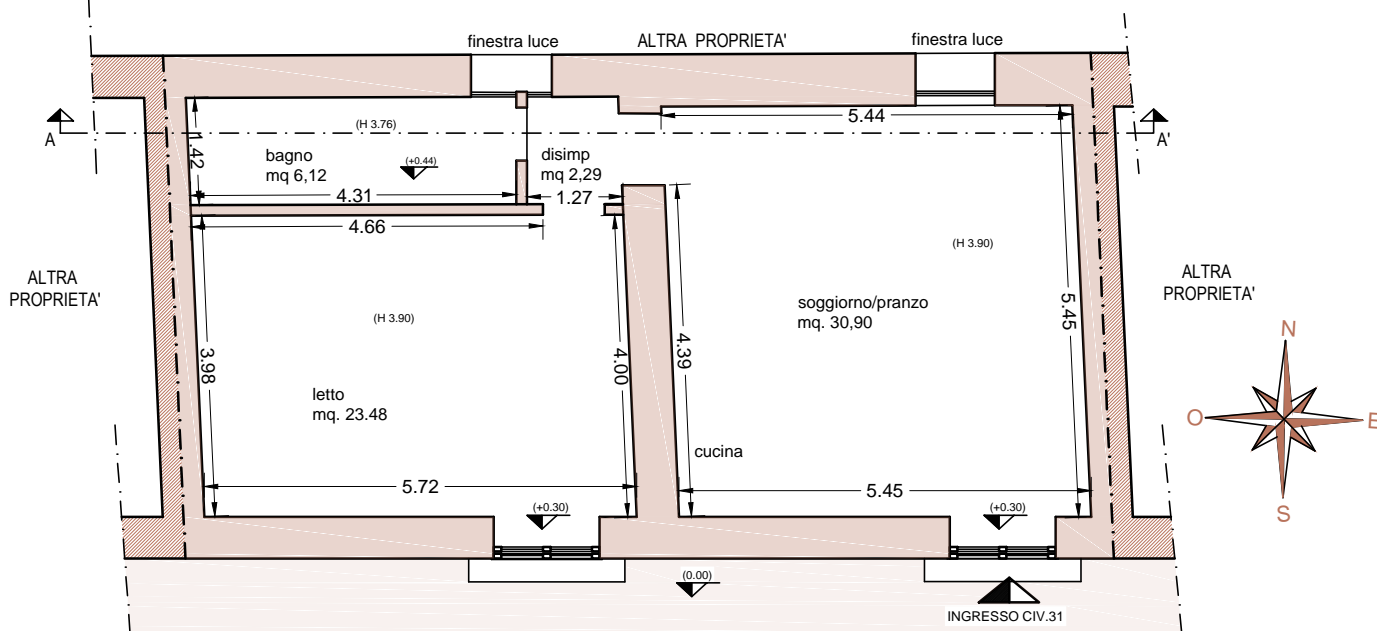 finestra luce
ALTRA PROPRIETA'
finestra luce
A
(H 3.76)
5.44
A'
1.42
bagno
mq 6,12
(+0.44)
disimp
mq 2,29
4.31
1.27
4.66
ALTRA
PROPRIETA'
(H 3.90)
(H 3.90)
soggiorno/pranzo
mq. 30,90
5.45
ALTRA
PROPRIETA'
3.98
4.00
4.39
letto
mq. 23.48
cucina
5.72
5.45
(+0.30)
(+0.30)
(0.00)
INGRESSO CIV.31
N
O
E
S